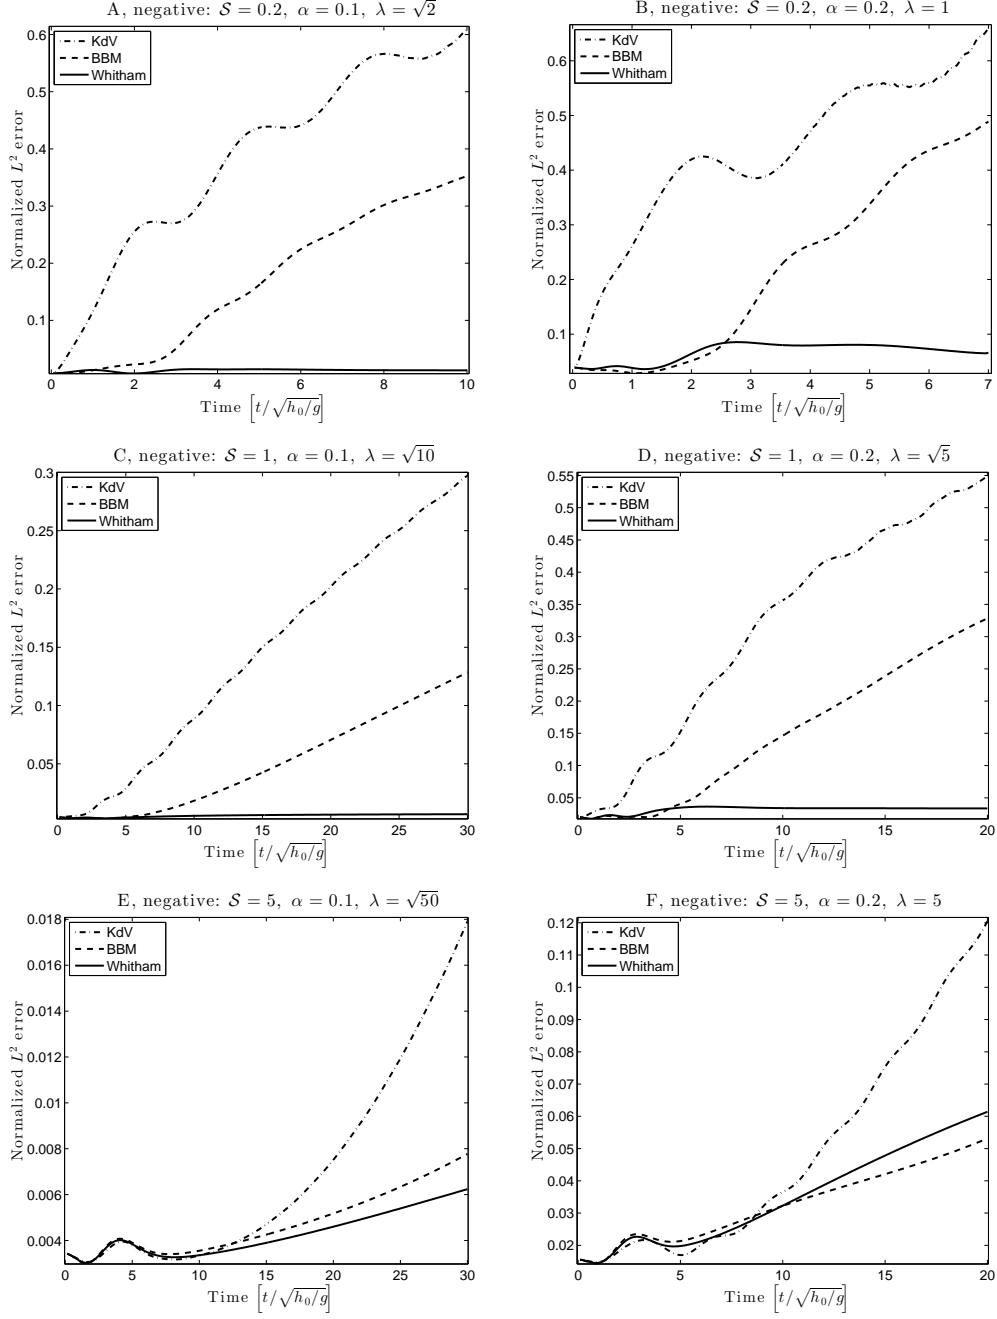 A, negative: S = 0.2, α = 0.1, λ = √2
KdV
BBM
Whitham
Normalized L² error
0.6
0.5
0.4
0.3
0.2
0.1
0 2 4 6 8 10
Time [t/√h₀/g]
B, negative: S = 0.2, α = 0.2, λ = 1
KdV
BBM
Whitham
Normalized L² error
0.6
0.5
0.4
0.3
0.2
0.1
0 1 2 3 4 5 6 7
Time [t/√h₀/g]
C, negative: S = 1, α = 0.1, λ = √10
KdV
BBM
Whitham
Normalized L² error
0.3
0.25
0.2
0.15
0.1
0.05
0 5 10 15 20 25 30
Time [t/√h₀/g]
D, negative: S = 1, α = 0.2, λ = √5
KdV
BBM
Whitham
Normalized L² error
0.55
0.5
0.45
0.4
0.35
0.3
0.25
0.2
0.15
0.1
0.05
0 5 10 15 20
Time [t/√h₀/g]
E, negative: S = 5, α = 0.1, λ = √50
KdV
BBM
Whitham
Normalized L² error
0.018
0.016
0.014
0.012
0.01
0.008
0.006
0.004
0 5 10 15 20 25 30
Time [t/√h₀/g]
F, negative: S = 5, α = 0.2, λ = 5
KdV
BBM
Whitham
Normalized L² error
0.12
0.11
0.1
0.09
0.08
0.07
0.06
0.05
0.04
0.03
0.02
0 5 10 15 20
Time [t/√h₀/g]